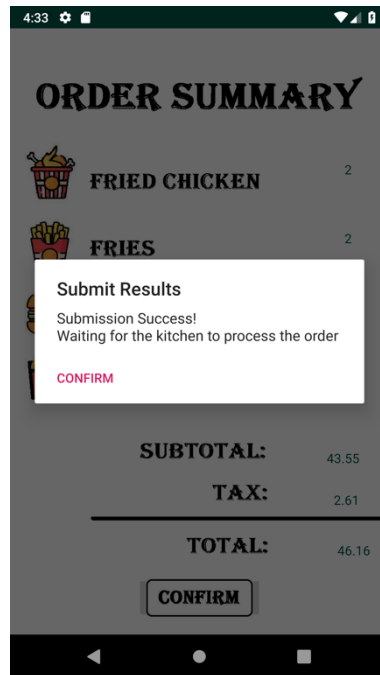 4:33
ORDER SUMMARY
FRIED CHICKEN 2
FRIES 2
Submit Results
Submission Success!
Waiting for the kitchen to process the order
CONFIRM
SUBTOTAL: 43.55
TAX: 2.61
TOTAL: 46.16
CONFIRM